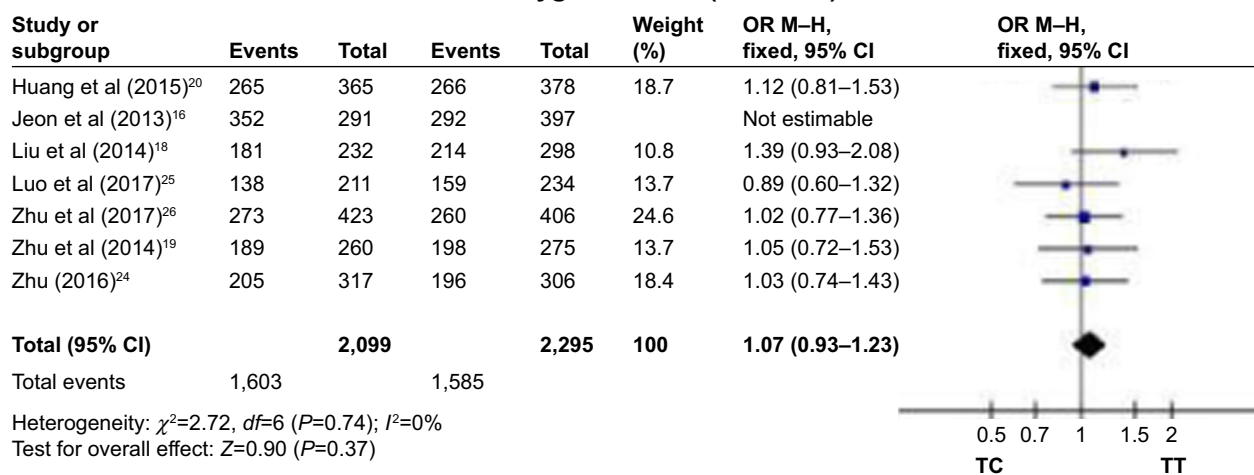 Study or subgroup Events Total Events Total Weight (%) OR M–H, fixed, 95% CI OR M–H, fixed, 95% CI
Huang et al (2015)20 265 365 266 378 18.7 1.12 (0.81–1.53)
Jeon et al (2013)16 352 291 292 397 Not estimable
Liu et al (2014)18 181 232 214 298 10.8 1.39 (0.93–2.08)
Luo et al (2017)25 138 211 159 234 13.7 0.89 (0.60–1.32)
Zhu et al (2017)26 273 423 260 406 24.6 1.02 (0.77–1.36)
Zhu et al (2014)19 189 260 198 275 13.7 1.05 (0.72–1.53)
Zhu (2016)24 205 317 196 306 18.4 1.03 (0.74–1.43)
Total (95% CI) 2,099 2,295 100 1.07 (0.93–1.23)
Total events 1,603 1,585
Heterogeneity: χ2=2.72, df=6 (P=0.74); I2=0%
Test for overall effect: Z=0.90 (P=0.37)
0.5 0.7 1 1.5 2
TC TT